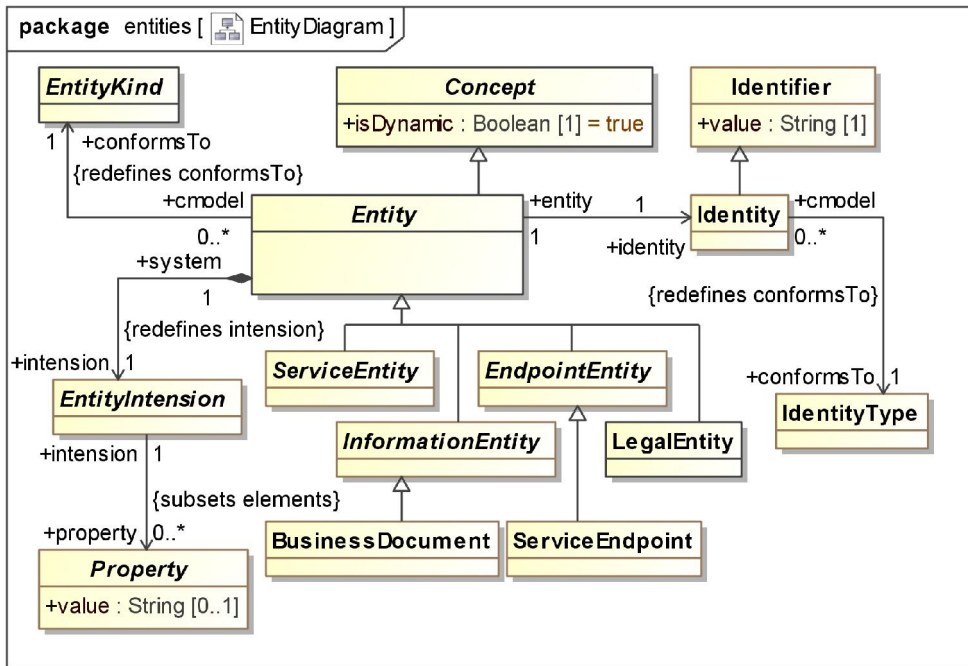 package entities [ EntityDiagram ]
EntityKind
Concept
+isDynamic : Boolean [1] = true
Identifier
+value : String [1]
1 +conformsTo
{redefines conformsTo}
+cmodel
0..*
Entity
+entity 1
1
+identity
Identity
+cmodel
0..*
+system
1
{redefines intension}
+intension 1
{redefines conformsTo}
+conformsTo 1
IdentityType
ServiceEntity
EndpointEntity
EntityIntension
InformationEntity
LegalEntity
+intension 1
{subsets elements}
+property 0..*
BusinessDocument
ServiceEndpoint
Property
+value : String [0..1]